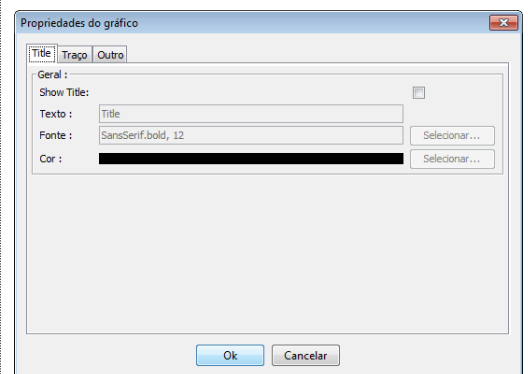 Propriedades do gráfico
Title Traço Outro
Geral :
Show Title:
Texto : Title
Fonte : SansSerif.bold, 12 Selecionar...
Cor : Selecionar...
Ok Cancelar